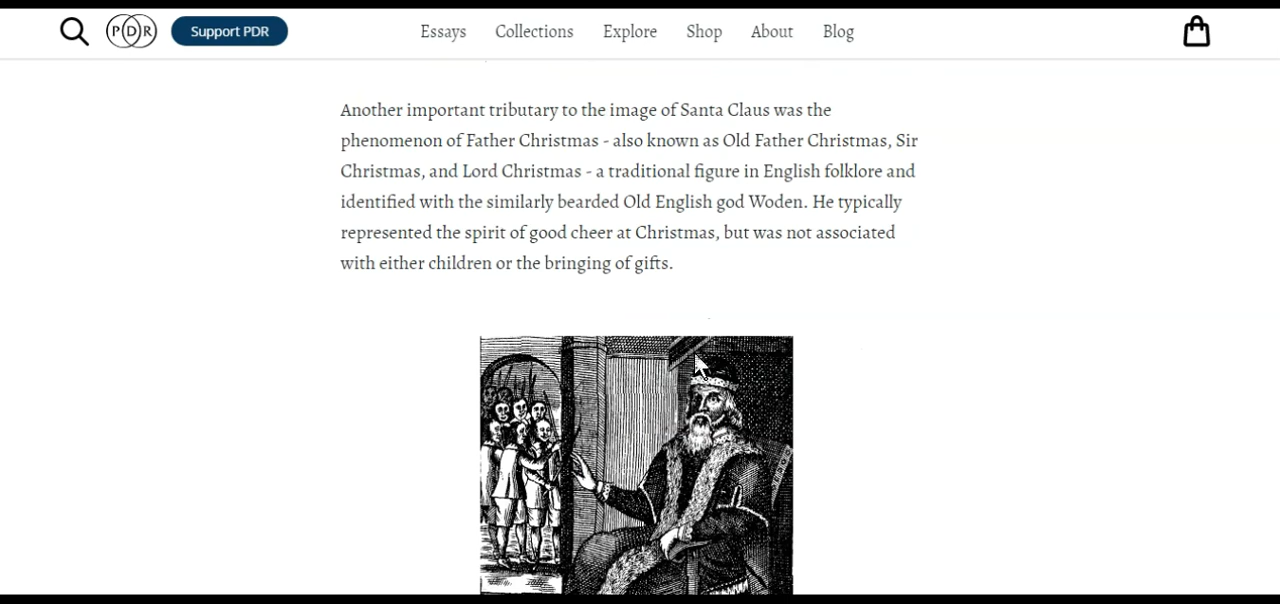 PDR Support PDR Essays Collections Explore Shop About Blog
Another important tributary to the image of Santa Claus was the
phenomenon of Father Christmas - also known as Old Father Christmas, Sir
Christmas, and Lord Christmas - a traditional figure in English folklore and
identified with the similarly bearded Old English god Woden. He typically
represented the spirit of good cheer at Christmas, but was not associated
with either children or the bringing of gifts.